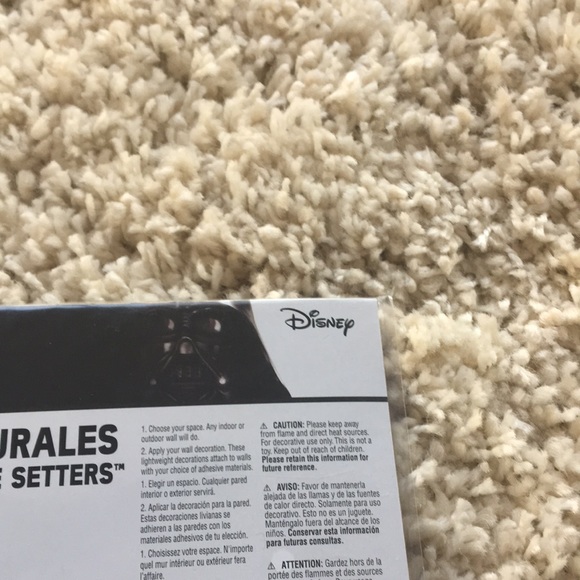 Disney
URALES
E SETTERS™
1. Choose your space. Any indoor or
outdoor wall will do.
2. Apply your wall decoration. These
lightweight decorations attach to walls
with your choice of adhesive materials.
1. Elegir un espacio. Cualquier pared
interior o exterior servirá.
2. Aplicar la decoración para la pared.
Estas decoraciones livianas se
adhieren a las paredes con los
materiales adhesivos de tu elección.
1. Choisissez votre espace. N'importe
quel mur intérieur ou extérieur fera
l'affaire.
⚠ CAUTION: Please keep away
from flame and direct heat sources.
For decorative use only. This is not a
toy. Keep out of reach of children.
Please retain this information for
future reference.
⚠ AVISO: Favor de mantenerla
alejada de las llamas y de las fuentes
de calor directo. Solamente para uso
decorativo. Esto no es un juguete.
Manténgalo fuera del alcance de los
niños. Conservar esta información
para futuras consultas.
⚠ ATTENTION: Gardez hors de la
portée des flammes et des sources